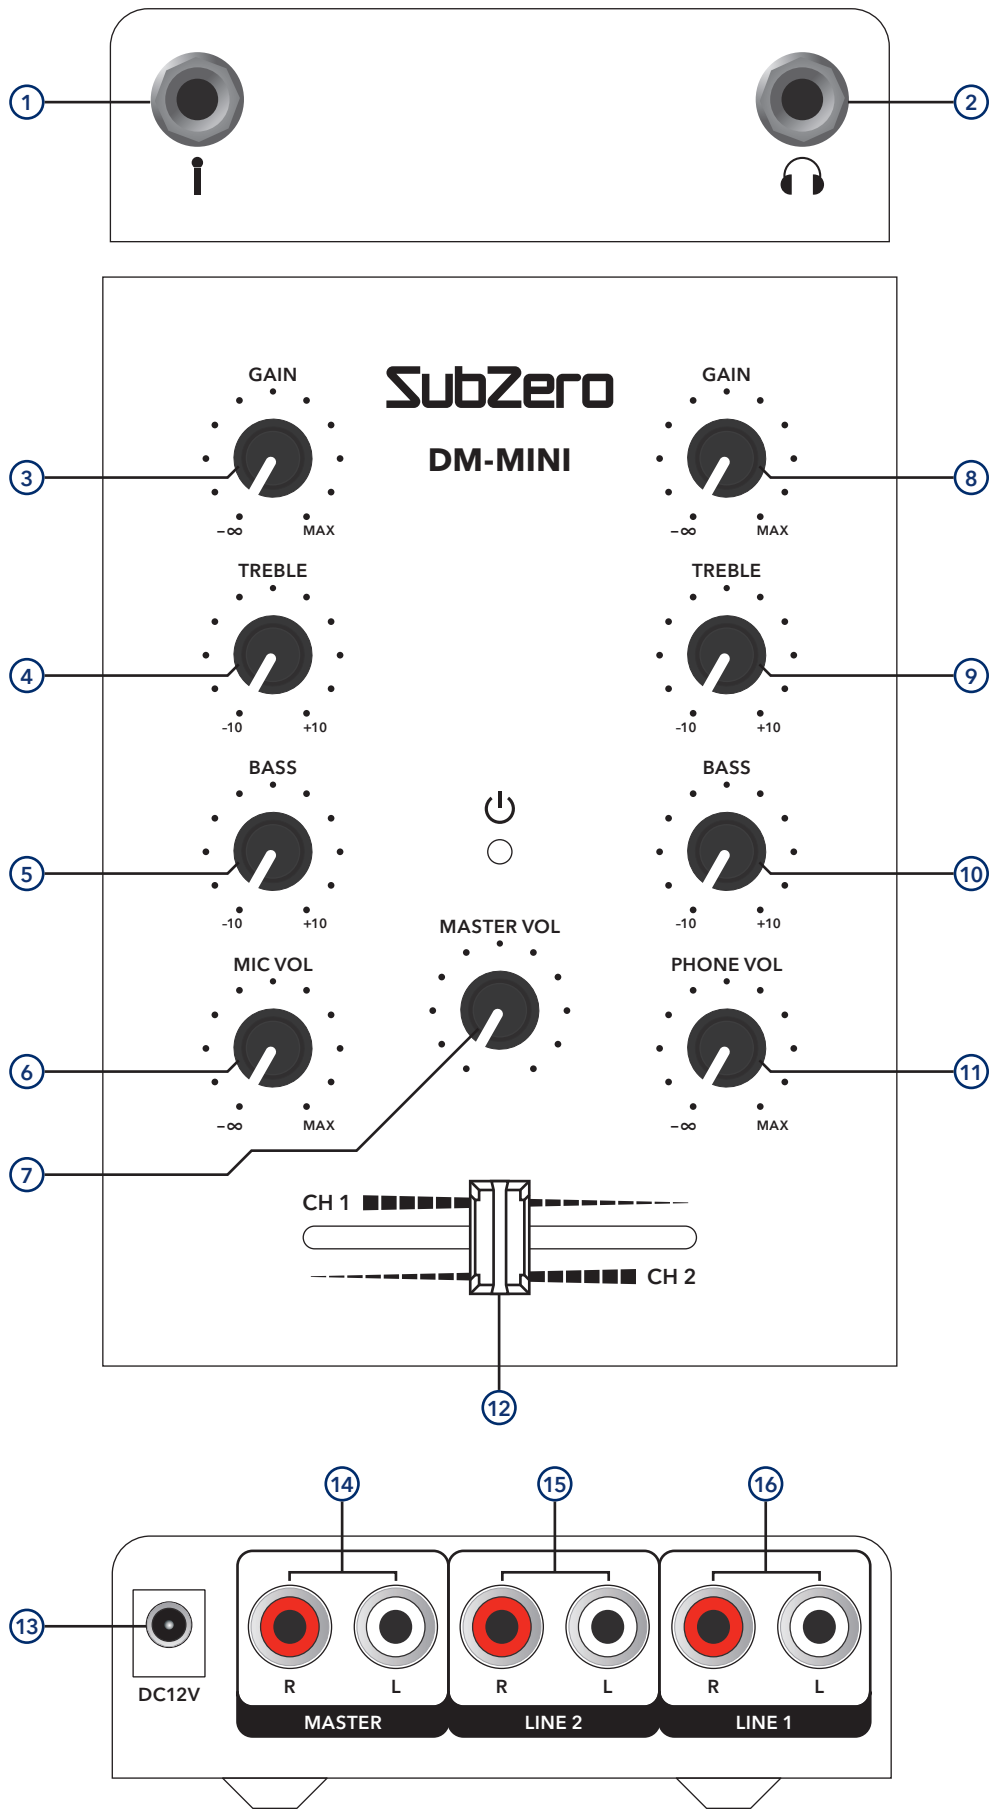 1 2
GAIN SubZero GAIN
DM-MINI
3 8
-∞ MAX -∞ MAX
TREBLE TREBLE
4 9
-10 +10 -10 +10
BASS BASS
5 10
-10 +10 -10 +10
MASTER VOL
MIC VOL PHONE VOL
6 11
-∞ MAX -∞ MAX
7
CH 1
CH 2
12
14 15 16
13
R L R L R L
DC12V
MASTER LINE 2 LINE 1